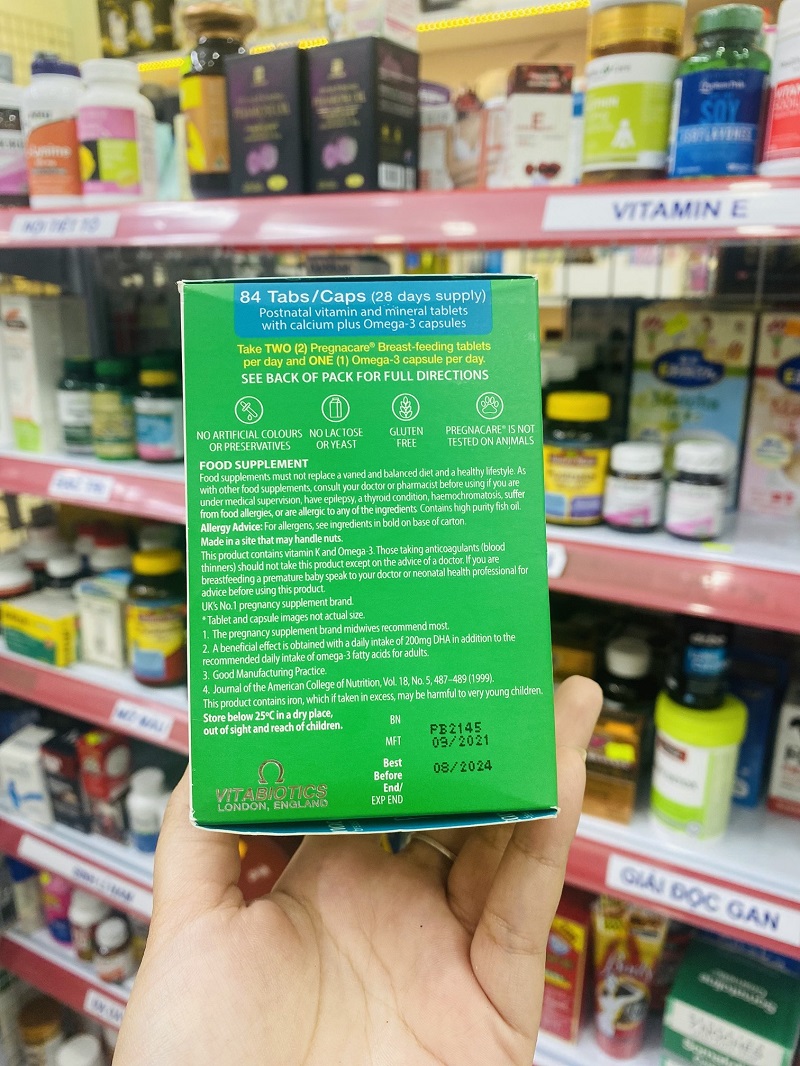 VITAMIN E
SOY
84 Tabs/Caps (28 days supply)
Postnatal vitamin and mineral tablets
with calcium plus Omega-3 capsules
Take TWO (2) Pregnacare® Breast-feeding tablets
per day and ONE (1) Omega-3 capsule per day.
SEE BACK OF PACK FOR FULL DIRECTIONS
NO ARTIFICIAL COLOURS
OR PRESERVATIVES
NO LACTOSE
OR YEAST
GLUTEN
FREE
PREGNACARE® IS NOT
TESTED ON ANIMALS
FOOD SUPPLEMENT
Food supplements must not replace a varied and balanced diet and a healthy lifestyle. As
with other food supplements, consult your doctor or pharmacist before using if you are
under medical supervision, have epilepsy, a thyroid condition, haemochromatosis, suffer
from food allergies, or are allergic to any of the ingredients. Contains high purity fish oil.
Allergy Advice: For allergens, see ingredients in bold on base of carton.
Made in a site that may handle nuts.
This product contains vitamin K and Omega-3. Those taking anticoagulants (blood
thinners) should not take this product except on the advice of a doctor. If you are
breastfeeding a premature baby speak to your doctor or neonatal health professional for
advice before using this product.
UK's No.1 pregnancy supplement brand.
*Tablet and capsule images not actual size.
1. The pregnancy supplement brand midwives recommend most.
2. A beneficial effect is obtained with a daily intake of 200mg DHA in addition to the
recommended daily intake of omega-3 fatty acids for adults.
3. Good Manufacturing Practice.
4. Journal of the American College of Nutrition, Vol. 18, No. 5, 487–489 (1999).
This product contains iron, which if taken in excess, may be harmful to very young children.
Store below 25ºC in a dry place,
out of sight and reach of children.
BN PB2145
MFT 09/2021
Best
Before
End/
EXP END
08/2024
VITABIOTICS
LONDON, ENGLAND
GIẢI ĐỘC GAN